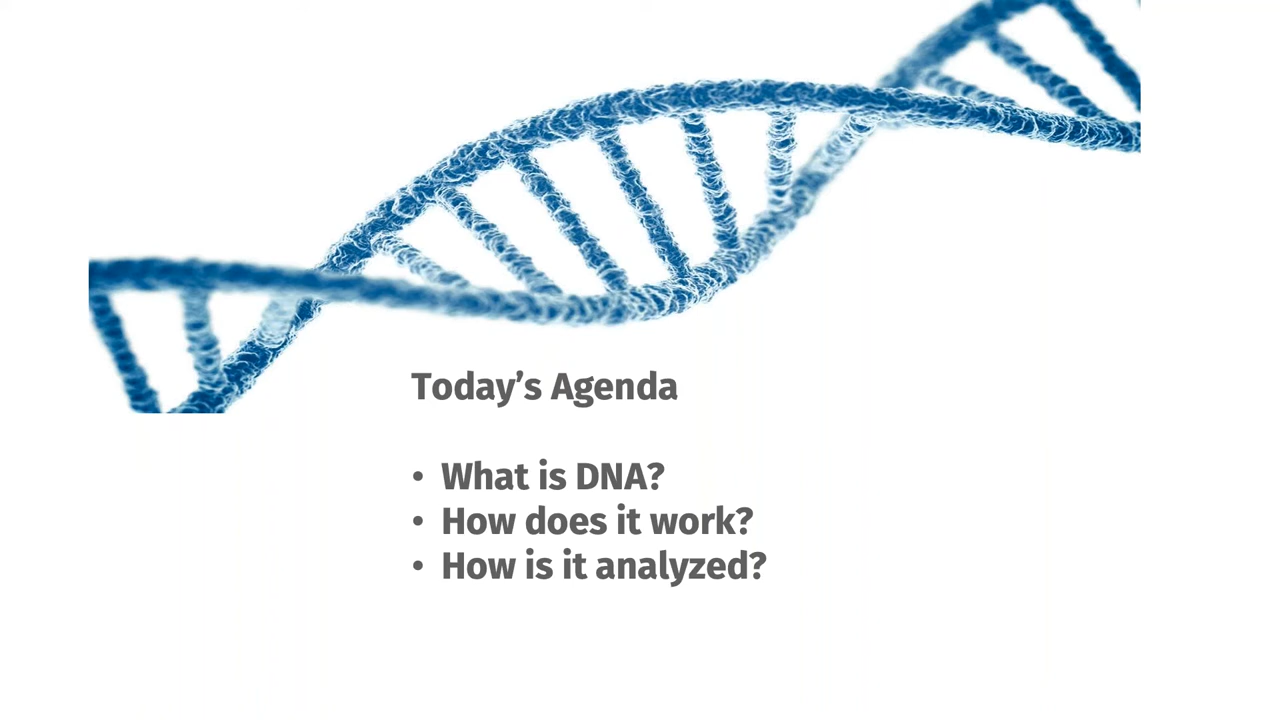 Today’s Agenda
• What is DNA?
• How does it work?
• How is it analyzed?